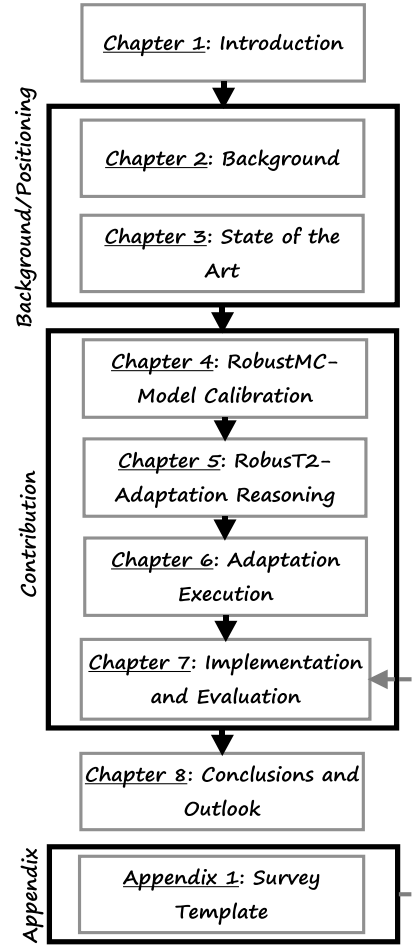 Chapter 1: Introduction
Background/Positioning
Chapter 2: Background
Chapter 3: State of the
Art
Contribution
Chapter 4: RobustMC-
Model Calibration
Chapter 5: RobusT2-
Adaptation Reasoning
Chapter 6: Adaptation
Execution
Chapter 7: Implementation
and Evaluation
Chapter 8: Conclusions and
Outlook
Appendix
Appendix 1: Survey
Template